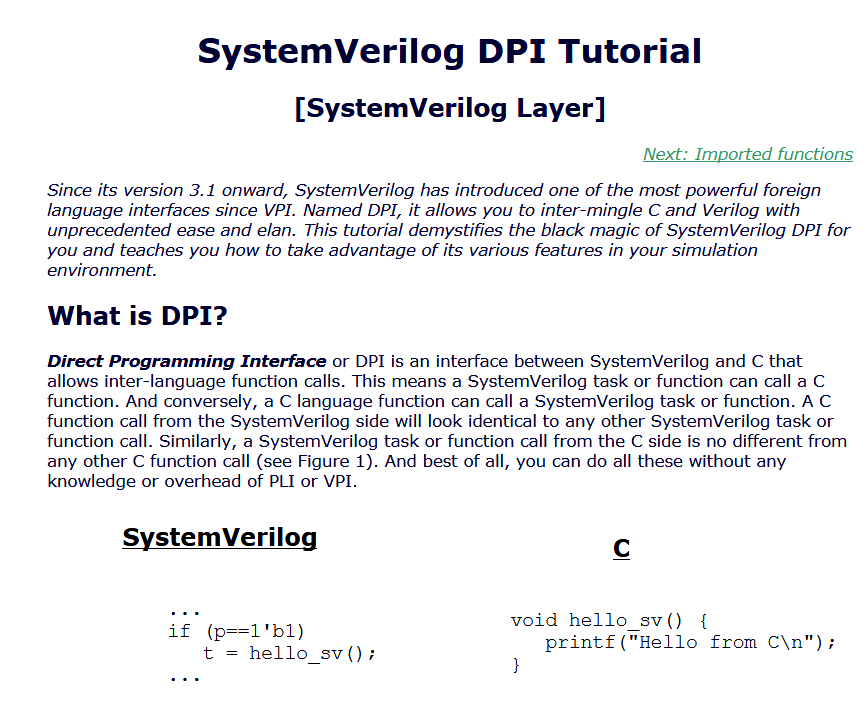 SystemVerilog DPI Tutorial
[SystemVerilog Layer]
Next: Imported functions
Since its version 3.1 onward, SystemVerilog has introduced one of the most powerful foreign
language interfaces since VPI. Named DPI, it allows you to inter-mingle C and Verilog with
unprecedented ease and elan. This tutorial demystifies the black magic of SystemVerilog DPI for
you and teaches you how to take advantage of its various features in your simulation
environment.
What is DPI?
Direct Programming Interface or DPI is an interface between SystemVerilog and C that
allows inter-language function calls. This means a SystemVerilog task or function can call a C
function. And conversely, a C language function can call a SystemVerilog task or function. A C
function call from the SystemVerilog side will look identical to any other SystemVerilog task or
function call. Similarly, a SystemVerilog task or function call from the C side is no different from
any other C function call (see Figure 1). And best of all, you can do all these without any
knowledge or overhead of PLI or VPI.
SystemVerilog
...
if (p==1'b1)
   t = hello_sv();
...
C
void hello_sv() {
   printf("Hello from C\n");
}